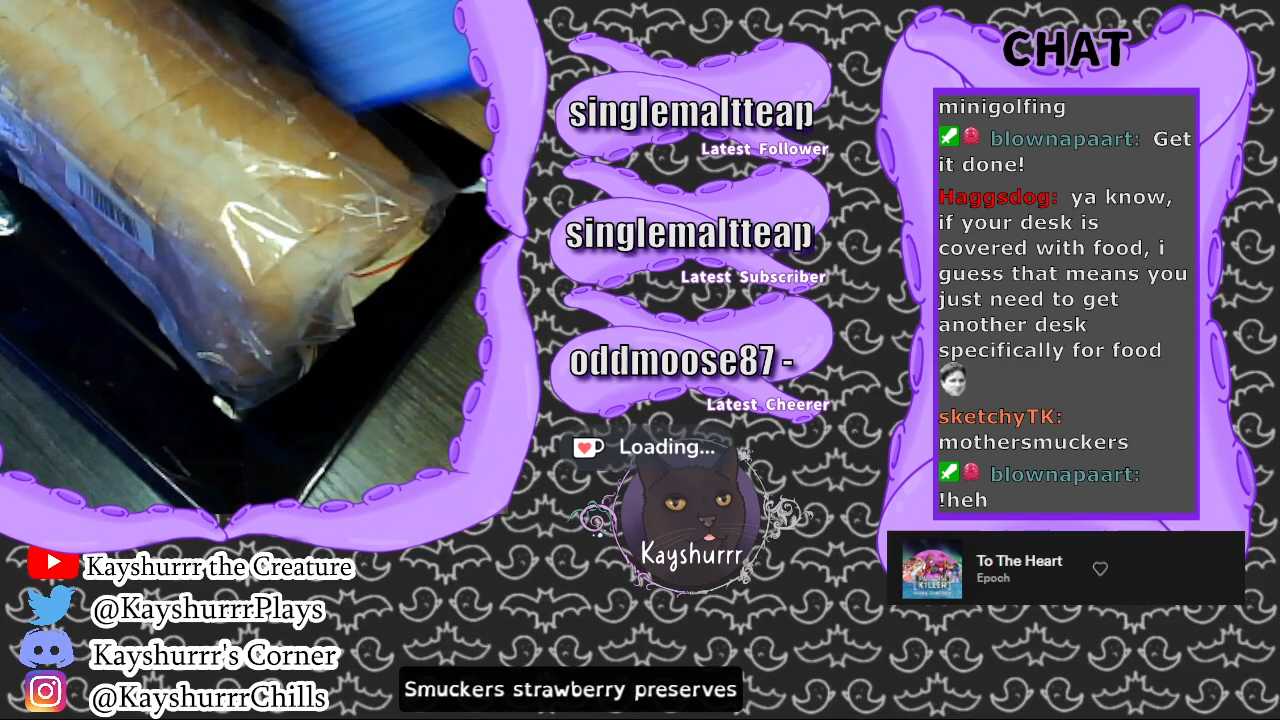 singlemaltteap
Latest Follower
singlemaltteap
Latest Subscriber
oddmoose87 -
Latest Cheerer
Loading...
Kayshurrr
CHAT
minigolfing
blownapaart: Get
it done!
Haggsdog: ya know,
if your desk is
covered with food, i
guess that means you
just need to get
another desk
specifically for food
sketchyTK:
mothersmuckers
blownapaart:
!heh
PARADISE
KILLER
To The Heart
Epoch
Kayshurrr the Creature
@KayshurrrPlays
Kayshurrr's Corner
@KayshurrrChills
Smuckers strawberry preserves